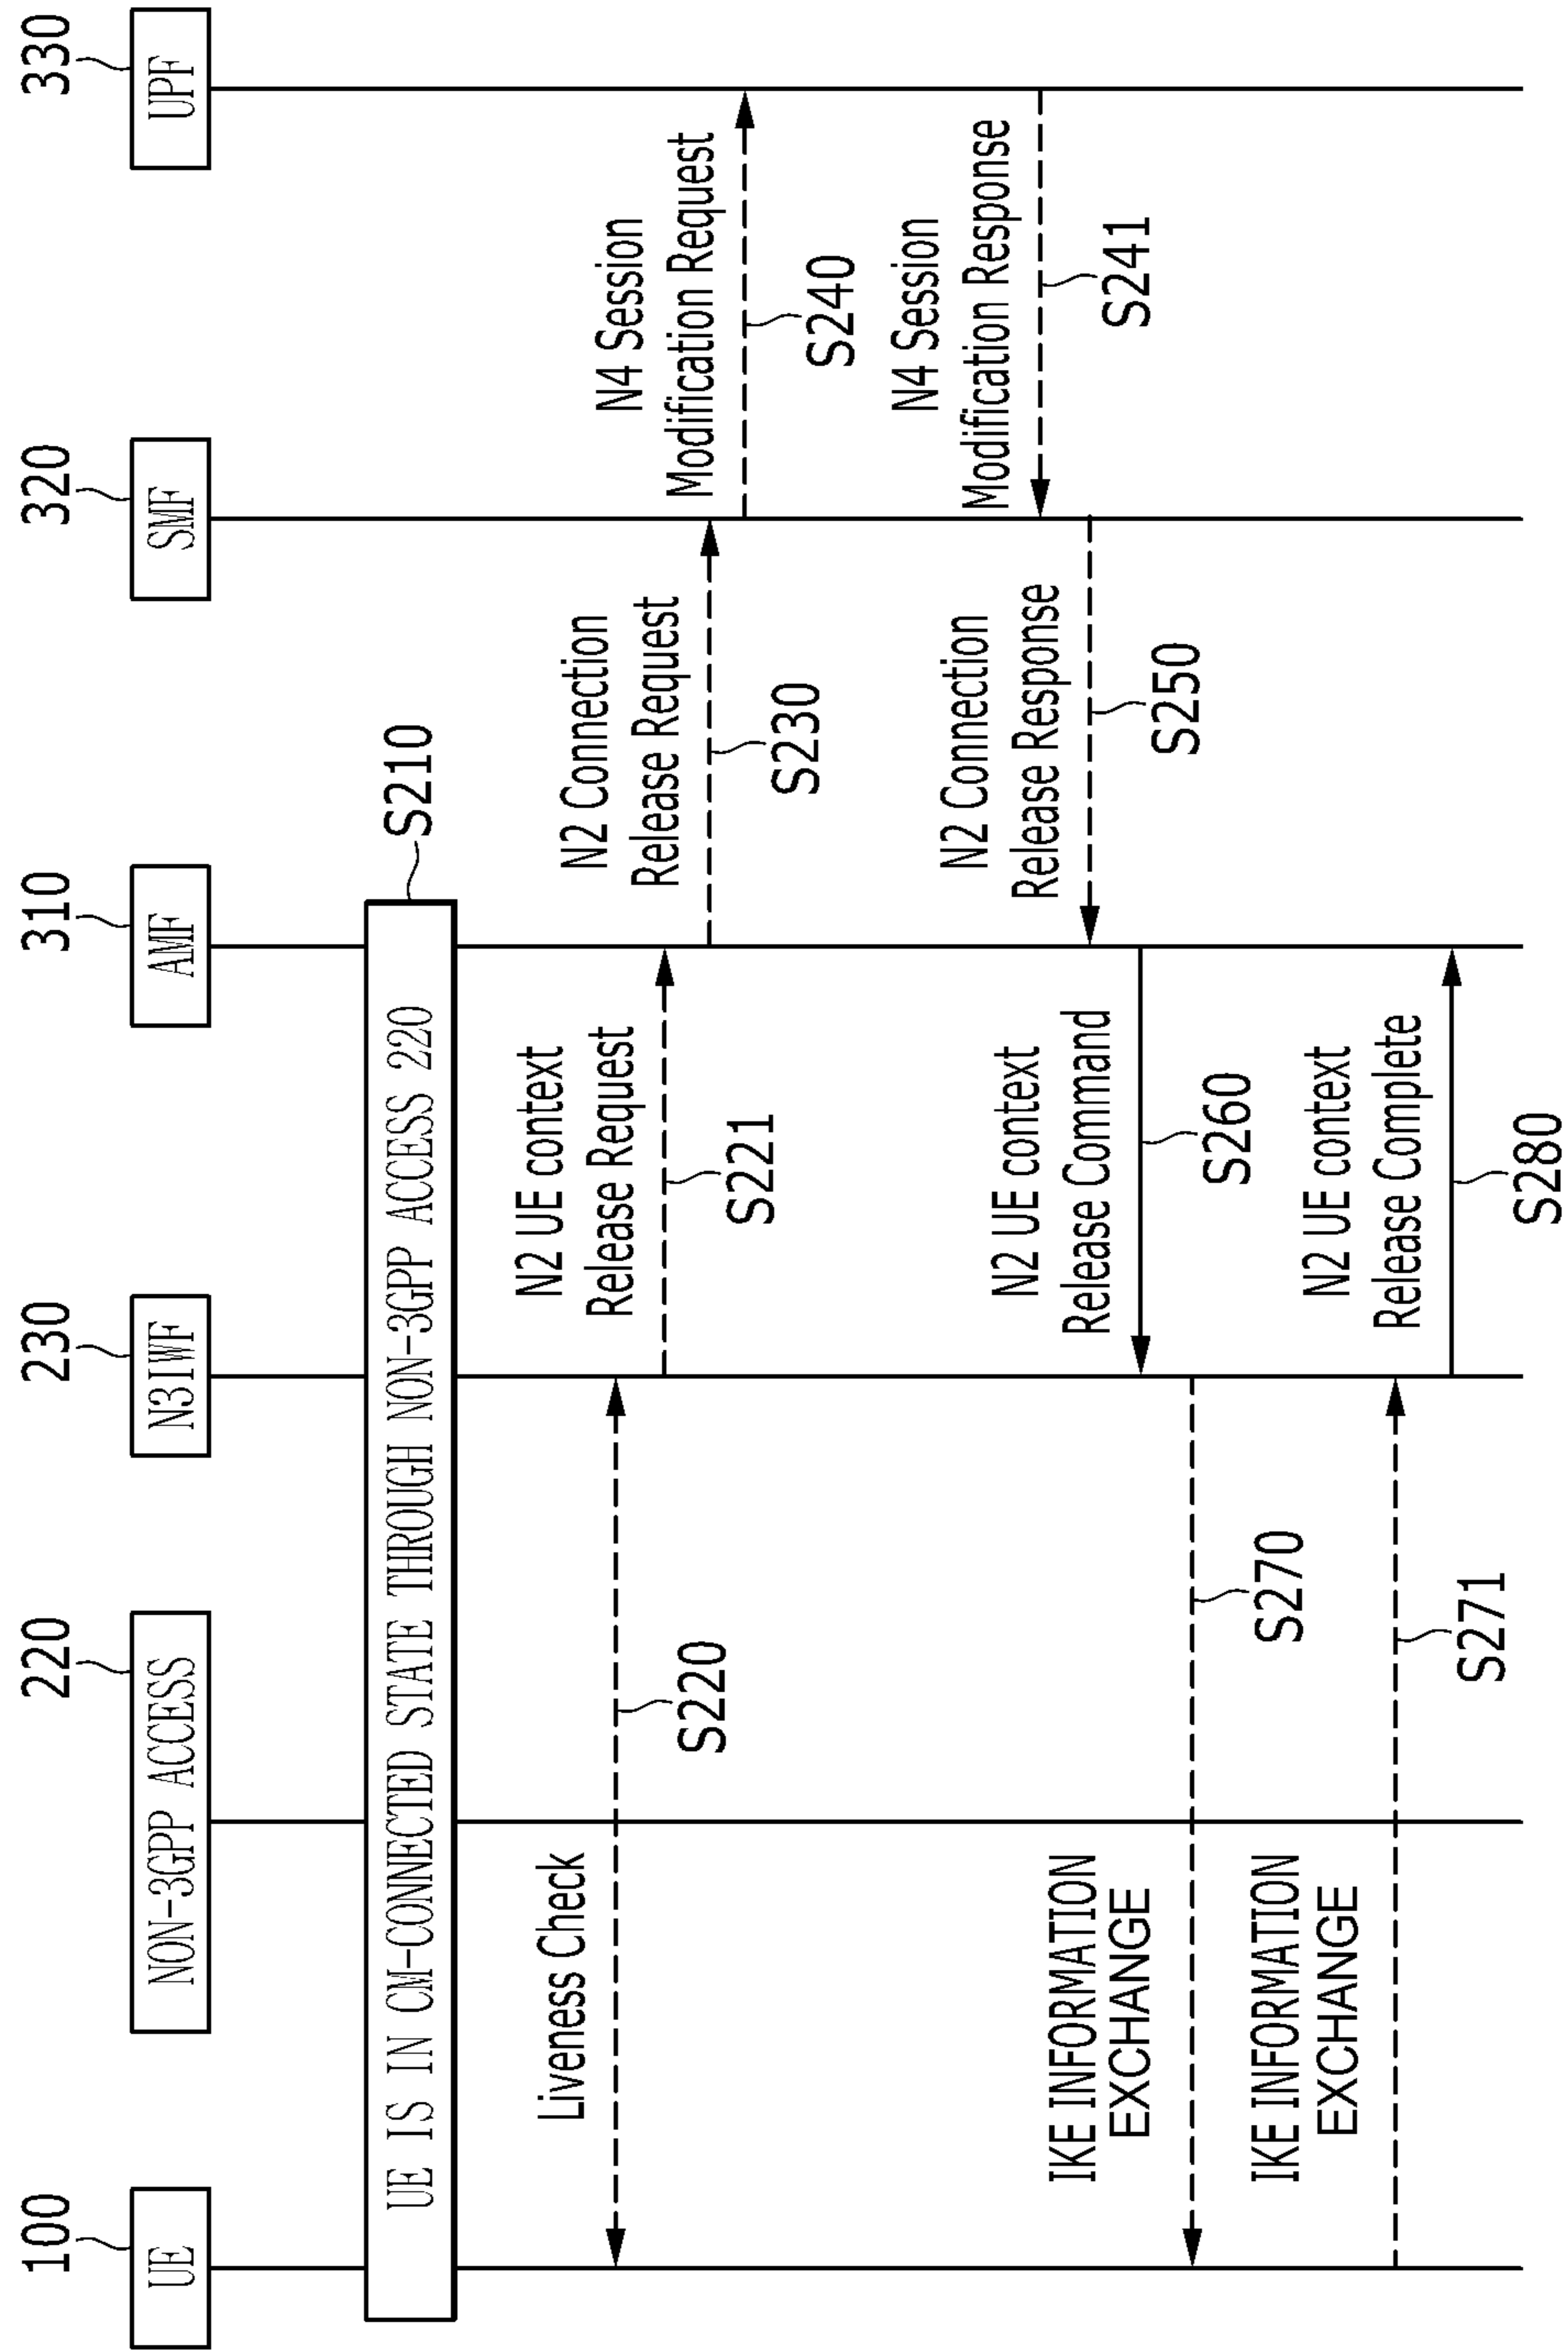 100
220
230
310
320
330
UE
NON-3GPP ACCESS
N3IWF
AMF
SMF
UPF
UE IS IN CM-CONNECTED STATE THROUGH NON-3GPP ACCESS 220
S210
Liveness Check
S220
N2 UE context
Release Request
S221
N2 Connection
Release Request
S230
N4 Session
Modification Request
S240
N4 Session
Modification Response
S241
N2 Connection
Release Response
S250
N2 UE context
Release Command
S260
IKE INFORMATION
EXCHANGE
S270
IKE INFORMATION
EXCHANGE
S271
N2 UE context
Release Complete
S280